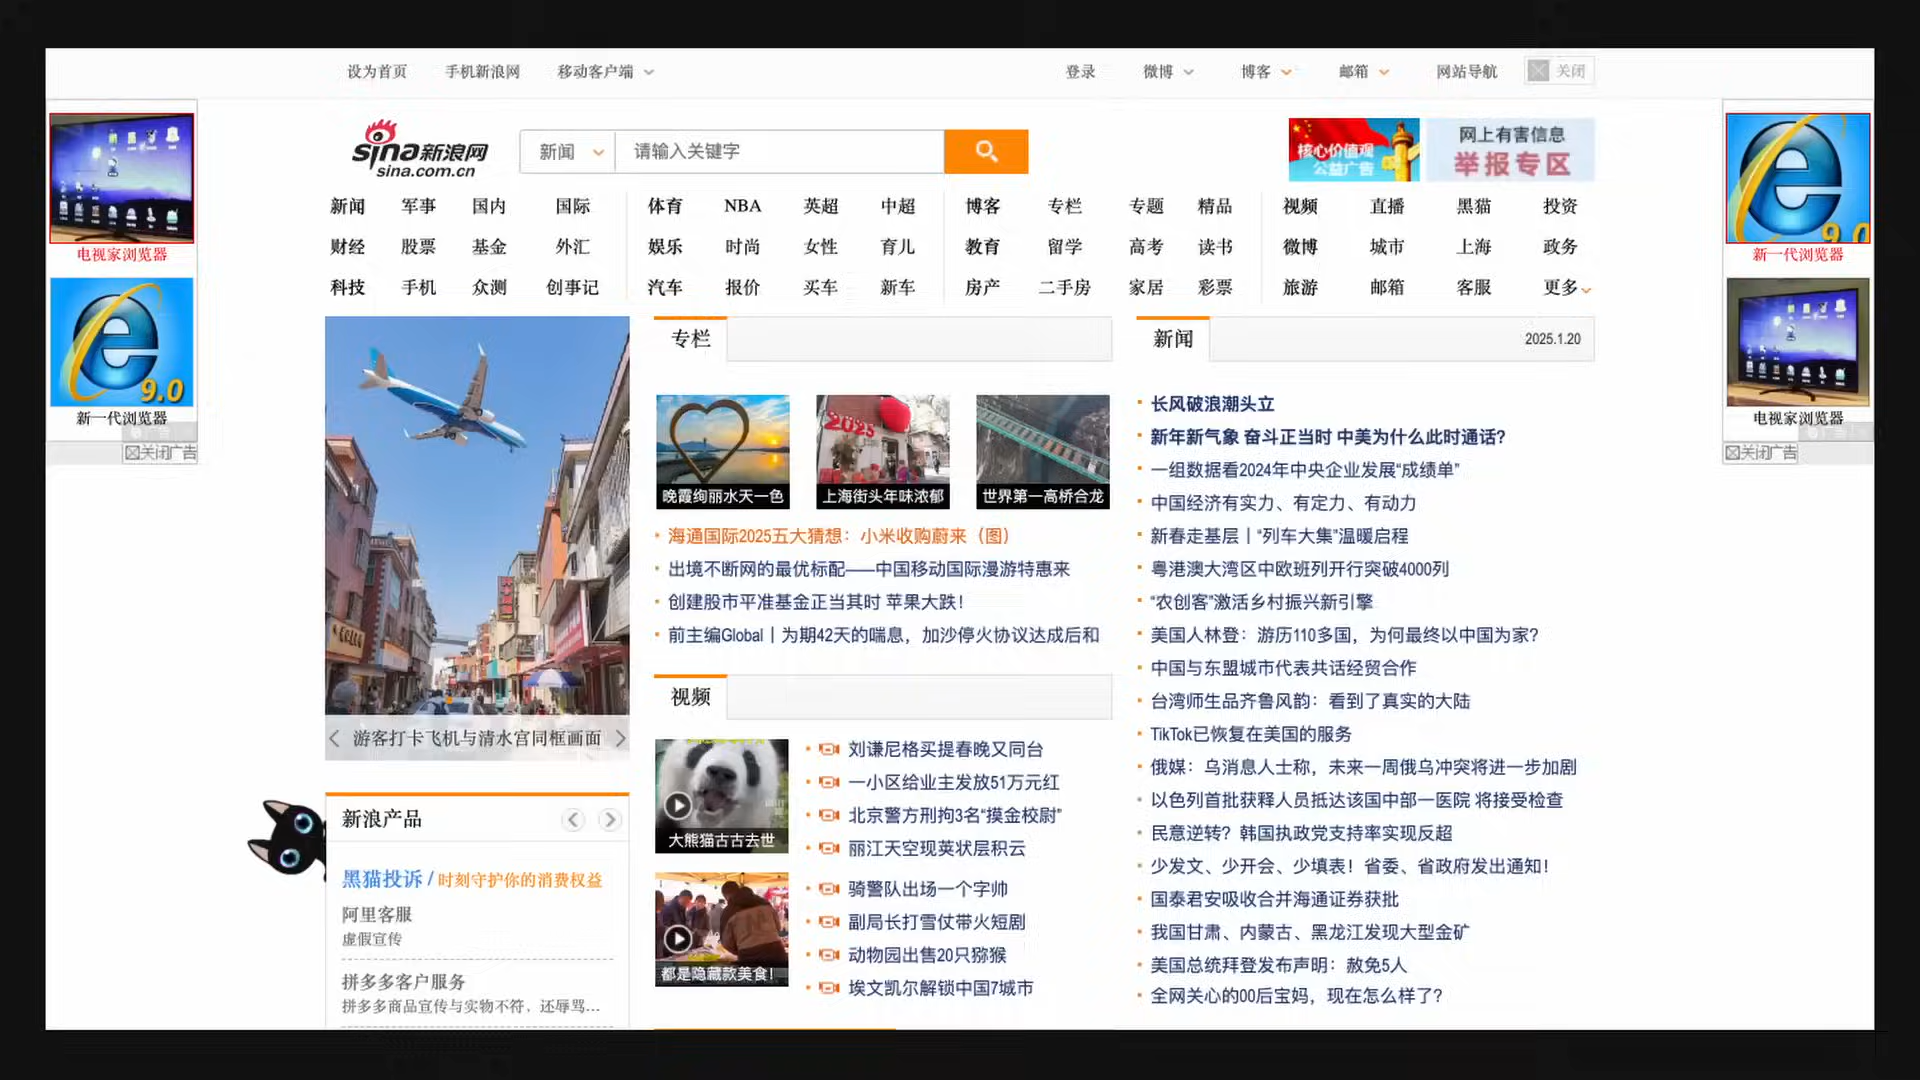 设为首页 手机新浪网 移动客户端 登录 微博 博客 邮箱 网站导航 关闭
sina新浪网
sina.com.cn
新闻 请输入关键字
核心价值观
公益广告
网上有害信息
举报专区
新闻 军事 国内 国际 体育 NBA 英超 中超 博客 专栏 专题 精品 视频 直播 黑猫 投资
财经 股票 基金 外汇 娱乐 时尚 女性 育儿 教育 留学 高考 读书 微博 城市 上海 政务
科技 手机 众测 创事记 汽车 报价 买车 新车 房产 二手房 家居 彩票 旅游 邮箱 客服 更多
电视家浏览器
9.0
新一代浏览器
关闭广告
游客打卡飞机与清水宫同框画面
新浪产品
黑猫投诉 / 时刻守护你的消费权益
阿里客服
虚假宣传
拼多多客户服务
拼多多商品宣传与实物不符，还辱骂...
专栏
2025
晚霞绚丽水天一色 上海街头年味浓郁 世界第一高桥合龙
海通国际2025五大猜想：小米收购蔚来（图）
出境不断网的最优标配——中国移动国际漫游特惠来
创建股市平准基金正当其时 苹果大跌！
前主编Global丨为期42天的喘息，加沙停火协议达成后和
视频
大熊猫古古去世
都是隐藏款美食！
刘谦尼格买提春晚又同台
一小区给业主发放51万元红
北京警方刑拘3名“摸金校尉”
丽江天空现荚状层积云
骑警队出场一个字帅
副局长打雪仗带火短剧
动物园出售20只猕猴
埃文凯尔解锁中国7城市
新闻 2025.1.20
长风破浪潮头立
新年新气象 奋斗正当时 中美为什么此时通话?
一组数据看2024年中央企业发展“成绩单”
中国经济有实力、有定力、有动力
新春走基层丨“列车大集”温暖启程
粤港澳大湾区中欧班列开行突破4000列
“农创客”激活乡村振兴新引擎
美国人林登：游历110多国，为何最终以中国为家?
中国与东盟城市代表共话经贸合作
台湾师生品齐鲁风韵：看到了真实的大陆
TikTok已恢复在美国的服务
俄媒：乌消息人士称，未来一周俄乌冲突将进一步加剧
以色列首批获释人员抵达该国中部一医院 将接受检查
民意逆转？韩国执政党支持率实现反超
少发文、少开会、少填表！省委、省政府发出通知！
国泰君安吸收合并海通证券获批
我国甘肃、内蒙古、黑龙江发现大型金矿
美国总统拜登发布声明：赦免5人
全网关心的00后宝妈，现在怎么样了?
9.0
新一代浏览器
电视家浏览器
关闭广告